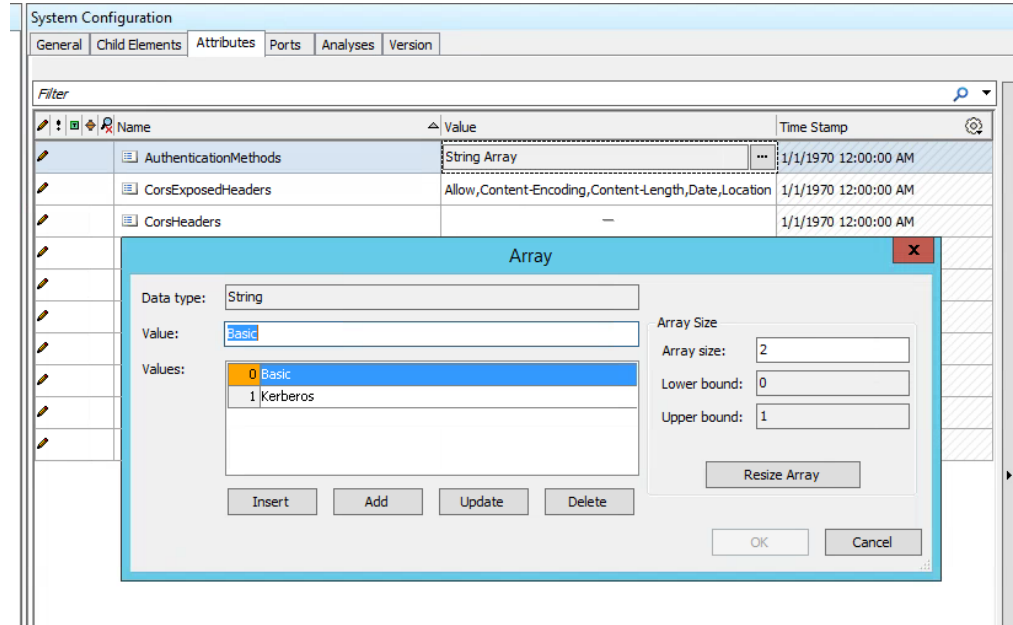 System Configuration
General Child Elements Attributes Ports Analyses Version
Filter
Name Value Time Stamp
AuthenticationMethods String Array ... 1/1/1970 12:00:00 AM
CorsExposedHeaders Allow,Content-Encoding,Content-Length,Date,Location 1/1/1970 12:00:00 AM
CorsHeaders — 1/1/1970 12:00:00 AM
Array x
Data type: String
Value: Basic
Values:
0 Basic
1 Kerberos
Array Size
Array size: 2
Lower bound: 0
Upper bound: 1
Resize Array
Insert Add Update Delete
OK Cancel